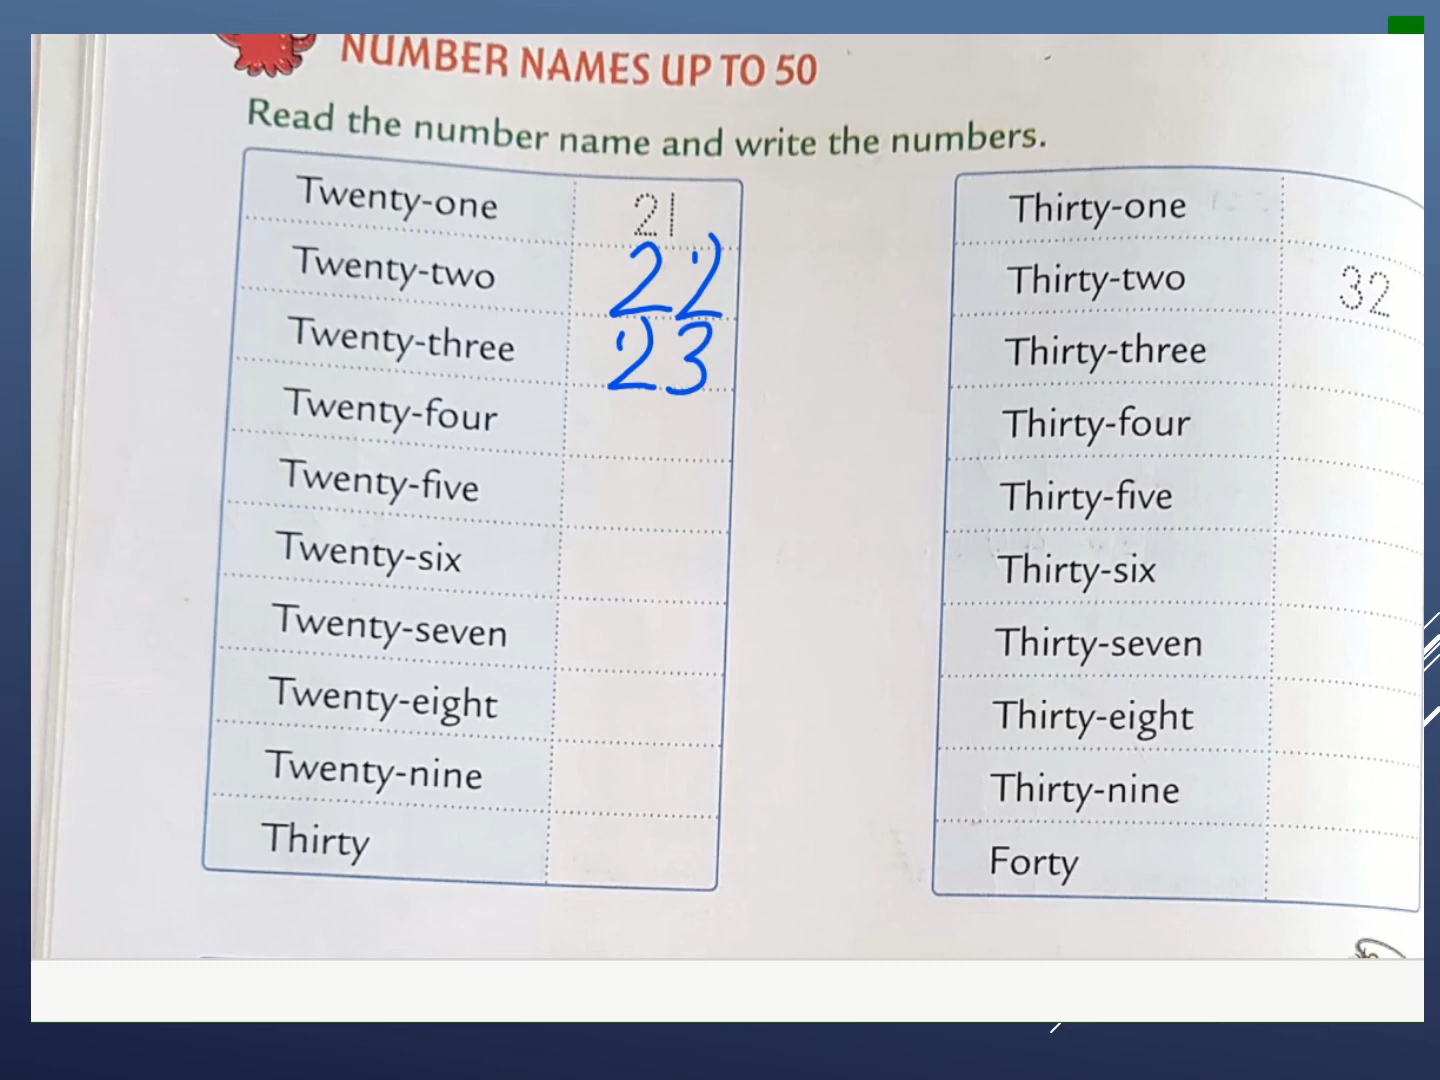 NUMBER NAMES UP TO 50
Read the number name and write the numbers.
Twenty-one 21
Twenty-two 22
Twenty-three 23
Twenty-four
Twenty-five
Twenty-six
Twenty-seven
Twenty-eight
Twenty-nine
Thirty
Thirty-one
Thirty-two 32
Thirty-three
Thirty-four
Thirty-five
Thirty-six
Thirty-seven
Thirty-eight
Thirty-nine
Forty